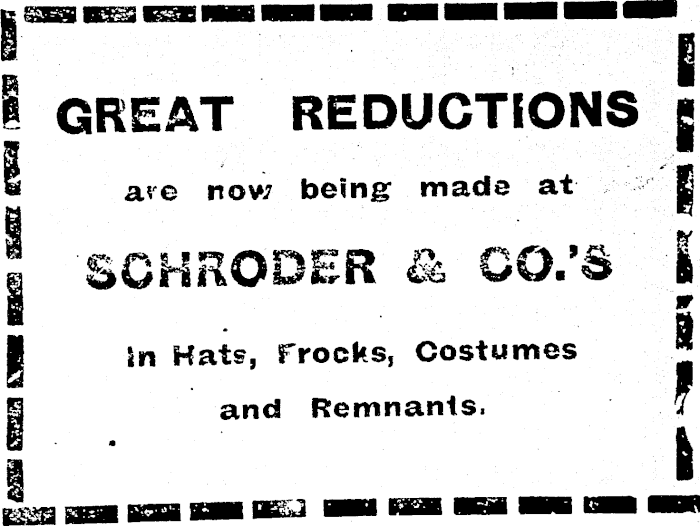 GREAT REDUCTIONS
are now being made at
SCHRODER & CO.'S
In Hats, Frocks, Costumes
and Remnants.